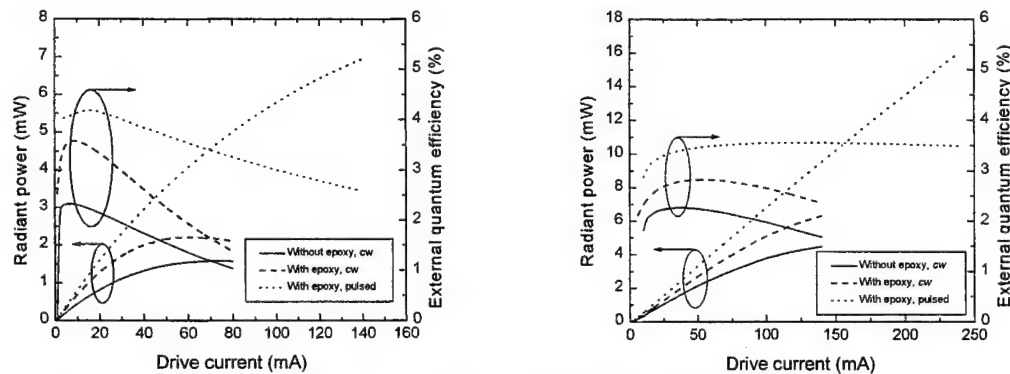 8
7
6
5
4
3
2
1
0
Radiant power (mW)
6
5
4
3
2
1
0
External quantum efficiency (%)
Without epoxy, cw
With epoxy, cw
With epoxy, pulsed
0 20 40 60 80 100 120 140 160
Drive current (mA)
18
16
14
12
10
8
6
4
2
0
Radiant power (mW)
6
5
4
3
2
1
0
External quantum efficiency (%)
Without epoxy, cw
With epoxy, cw
With epoxy, pulsed
0 50 100 150 200 250
Drive current (mA)